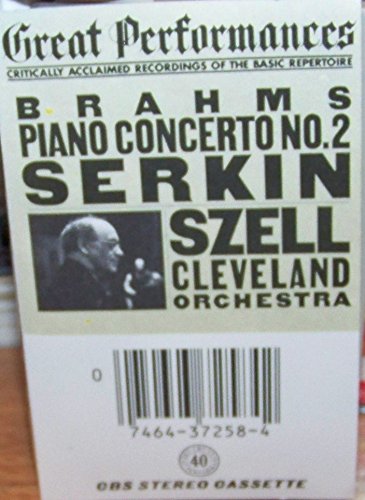 Great Performances
CRITICALLY ACCLAIMED RECORDINGS OF THE BASIC REPERTOIRE
BRAHMS
PIANO CONCERTO NO.2
SERKIN
SZELL
CLEVELAND
ORCHESTRA
0
7464-37258-4
40
CBS STEREO CASSETTE